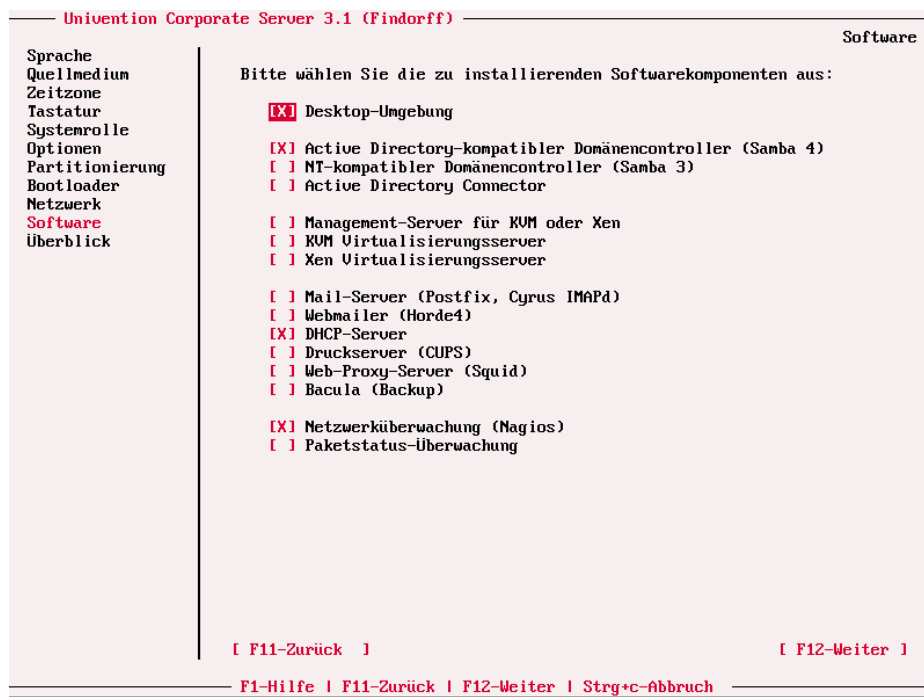 Univention Corporate Server 3.1 (Findorff)
Software
Sprache
Quellmedium
Zeitzone
Tastatur
Systemrolle
Optionen
Partitionierung
Bootloader
Netzwerk
Software
Überblick
Bitte wählen Sie die zu installierenden Softwarekomponenten aus:
[X] Desktop-Umgebung
[X] Active Directory-kompatibler Domänencontroller (Samba 4)
[ ] NT-kompatibler Domänencontroller (Samba 3)
[ ] Active Directory Connector
[ ] Management-Server für KVM oder Xen
[ ] KVM Virtualisierungsserver
[ ] Xen Virtualisierungsserver
[ ] Mail-Server (Postfix, Cyrus IMAPd)
[ ] Webmailer (Horde4)
[X] DHCP-Server
[ ] Druckserver (CUPS)
[ ] Web-Proxy-Server (Squid)
[ ] Bacula (Backup)
[X] Netzwerküberwachung (Nagios)
[ ] Paketstatus-Überwachung
[ F11-Zurück ] [ F12-Weiter ]
F1-Hilfe | F11-Zurück | F12-Weiter | Strg+c-Abbruch